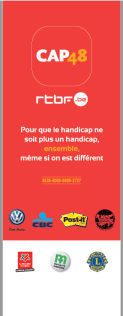 CAP48
rtbf.be
Pour que le handicap ne
soit plus un handicap,
ensemble,
même si on est différent
CBC
Post-it